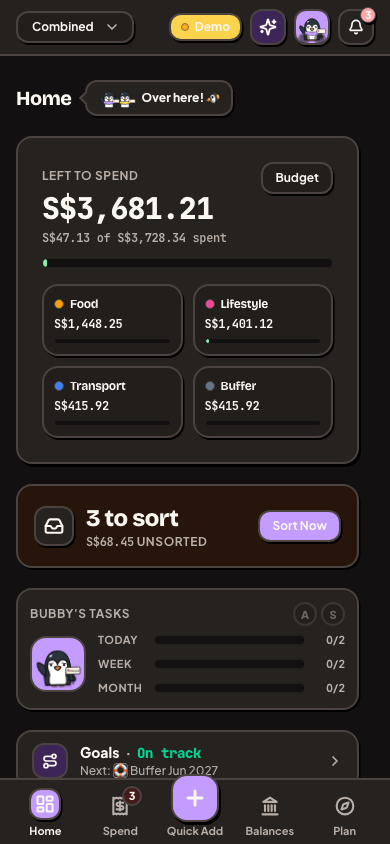 Combined
Demo
3
Home
Over here!
LEFT TO SPEND
Budget
S$3,681.21
S$47.13 of S$3,728.34 spent
Food
S$1,448.25
Lifestyle
S$1,401.12
Transport
S$415.92
Buffer
S$415.92
3 to sort
S$68.45 UNSORTED
Sort Now
BUBBY'S TASKS
A S
TODAY 0/2
WEEK 0/2
MONTH 0/2
Goals · On track
Next: 🛟 Buffer Jun 2027
3
Home
Spend
Quick Add
Balances
Plan